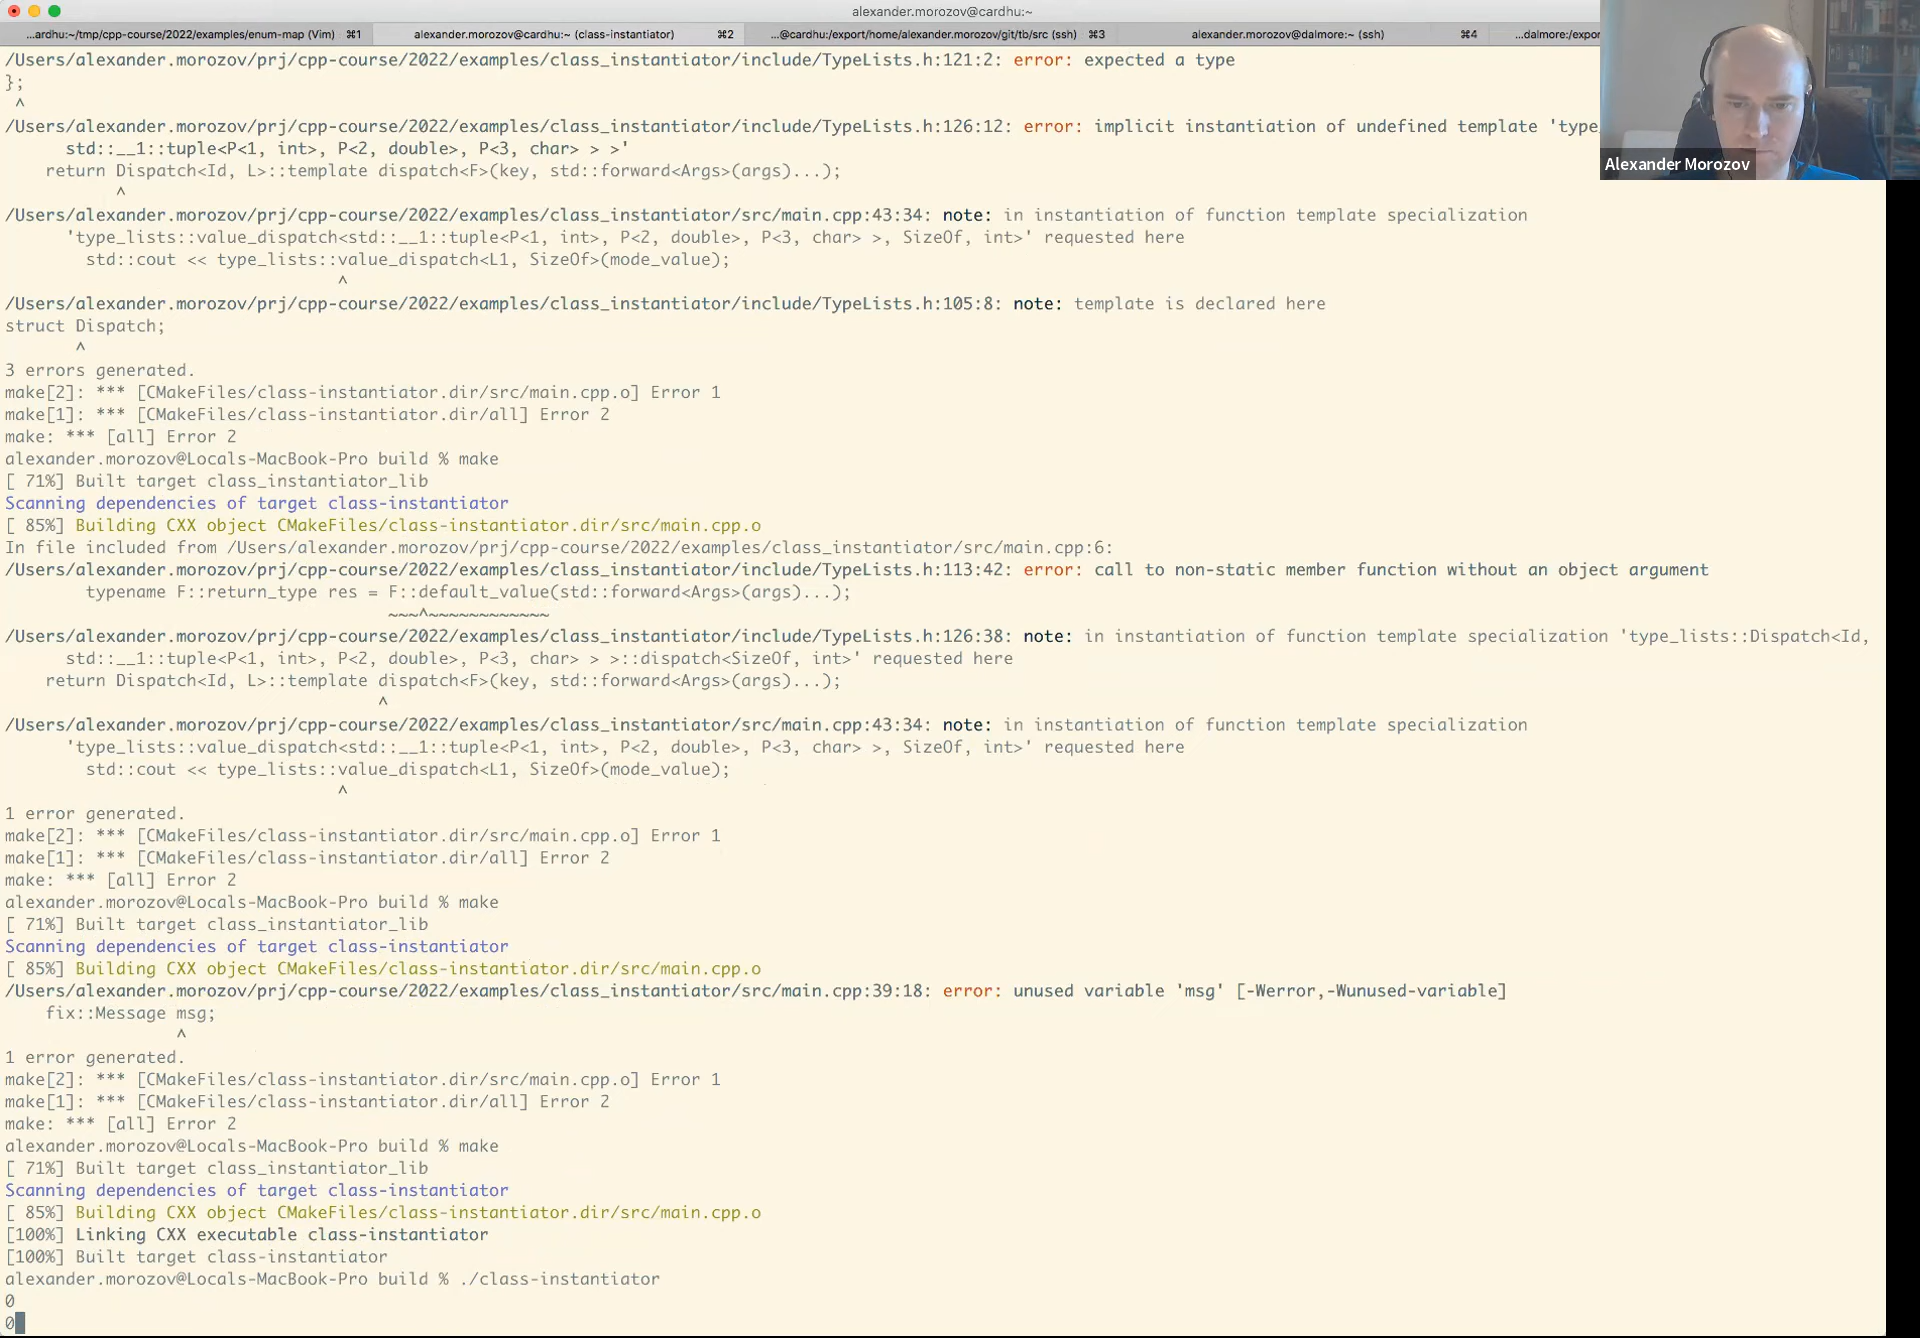 alexander.morozov@cardhu:~
...ardhu:~/tmp/cpp-course/2022/examples/enum-map (Vim) ⌘1 alexander.morozov@cardhu:~ (class-instantiator) ⌘2 ...@cardhu:/export/home/alexander.morozov/git/tb/src (ssh) ⌘3 alexander.morozov@dalmore:~ (ssh) ⌘4 ...dalmore:/expor
/Users/alexander.morozov/prj/cpp-course/2022/examples/class_instantiator/include/TypeLists.h:121:2: error: expected a type
};
^
/Users/alexander.morozov/prj/cpp-course/2022/examples/class_instantiator/include/TypeLists.h:126:12: error: implicit instantiation of undefined template 'type_
std::__1::tuple<P<1, int>, P<2, double>, P<3, char> > >'
return Dispatch<Id, L>::template dispatch<F>(key, std::forward<Args>(args)...);
^
/Users/alexander.morozov/prj/cpp-course/2022/examples/class_instantiator/src/main.cpp:43:34: note: in instantiation of function template specialization
'type_lists::value_dispatch<std::__1::tuple<P<1, int>, P<2, double>, P<3, char> >, SizeOf, int>' requested here
std::cout << type_lists::value_dispatch<L1, SizeOf>(mode_value);
^
/Users/alexander.morozov/prj/cpp-course/2022/examples/class_instantiator/include/TypeLists.h:105:8: note: template is declared here
struct Dispatch;
^
3 errors generated.
make[2]: *** [CMakeFiles/class-instantiator.dir/src/main.cpp.o] Error 1
make[1]: *** [CMakeFiles/class-instantiator.dir/all] Error 2
make: *** [all] Error 2
alexander.morozov@Locals-MacBook-Pro build % make
[ 71%] Built target class_instantiator_lib
Scanning dependencies of target class-instantiator
[ 85%] Building CXX object CMakeFiles/class-instantiator.dir/src/main.cpp.o
In file included from /Users/alexander.morozov/prj/cpp-course/2022/examples/class_instantiator/src/main.cpp:6:
/Users/alexander.morozov/prj/cpp-course/2022/examples/class_instantiator/include/TypeLists.h:113:42: error: call to non-static member function without an object argument
typename F::return_type res = F::default_value(std::forward<Args>(args)...);
~~~^~~~~~~~~~~~~
/Users/alexander.morozov/prj/cpp-course/2022/examples/class_instantiator/include/TypeLists.h:126:38: note: in instantiation of function template specialization 'type_lists::Dispatch<Id,
std::__1::tuple<P<1, int>, P<2, double>, P<3, char> > >::dispatch<SizeOf, int>' requested here
return Dispatch<Id, L>::template dispatch<F>(key, std::forward<Args>(args)...);
^
/Users/alexander.morozov/prj/cpp-course/2022/examples/class_instantiator/src/main.cpp:43:34: note: in instantiation of function template specialization
'type_lists::value_dispatch<std::__1::tuple<P<1, int>, P<2, double>, P<3, char> >, SizeOf, int>' requested here
std::cout << type_lists::value_dispatch<L1, SizeOf>(mode_value);
^
1 error generated.
make[2]: *** [CMakeFiles/class-instantiator.dir/src/main.cpp.o] Error 1
make[1]: *** [CMakeFiles/class-instantiator.dir/all] Error 2
make: *** [all] Error 2
alexander.morozov@Locals-MacBook-Pro build % make
[ 71%] Built target class_instantiator_lib
Scanning dependencies of target class-instantiator
[ 85%] Building CXX object CMakeFiles/class-instantiator.dir/src/main.cpp.o
/Users/alexander.morozov/prj/cpp-course/2022/examples/class_instantiator/src/main.cpp:39:18: error: unused variable 'msg' [-Werror,-Wunused-variable]
fix::Message msg;
^
1 error generated.
make[2]: *** [CMakeFiles/class-instantiator.dir/src/main.cpp.o] Error 1
make[1]: *** [CMakeFiles/class-instantiator.dir/all] Error 2
make: *** [all] Error 2
alexander.morozov@Locals-MacBook-Pro build % make
[ 71%] Built target class_instantiator_lib
Scanning dependencies of target class-instantiator
[ 85%] Building CXX object CMakeFiles/class-instantiator.dir/src/main.cpp.o
[100%] Linking CXX executable class-instantiator
[100%] Built target class-instantiator
alexander.morozov@Locals-MacBook-Pro build % ./class-instantiator
0
0
Alexander Morozov